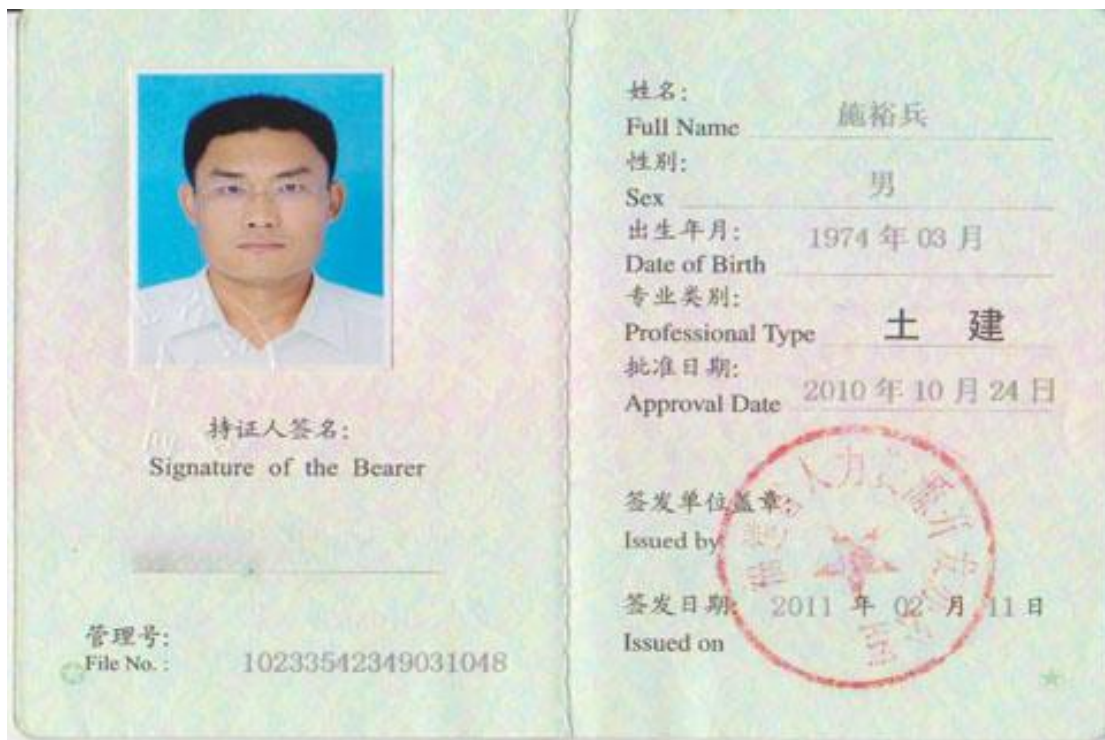 持证人签名:
Signature of the Bearer
管理号:
File No. : 10233542349031048
姓名: 施裕兵
Full Name
性别: 男
Sex
出生年月: 1974 年 03 月
Date of Birth
专业类别: 土 建
Professional Type
批准日期: 2010 年 10 月 24 日
Approval Date
签发单位盖章:
Issued by
签发日期: 2011 年 02 月 11 日
Issued on